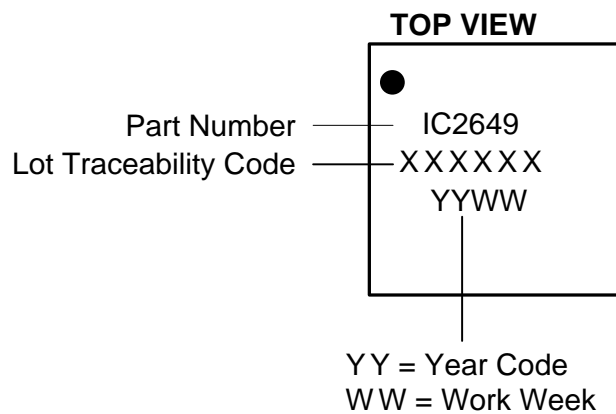 TOP VIEW
Part Number
IC2649
Lot Traceability Code
XXXXXX
YYWW
YY = Year Code
WW = Work Week